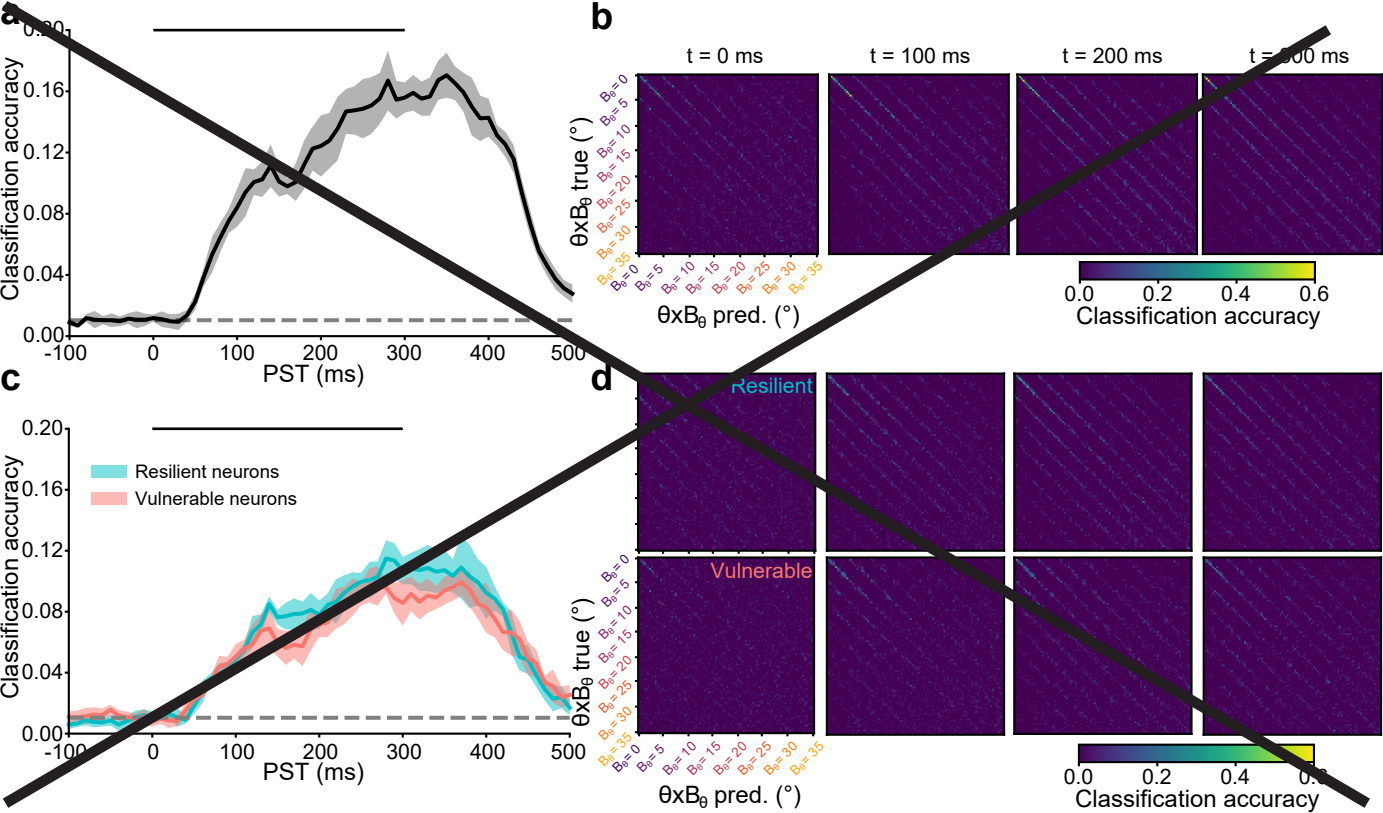 a
0.20
0.16
0.12
0.08
0.04
0.00
Classification accuracy
-100 0 100 200 300 400 500
PST (ms)
b
t = 0 ms t = 100 ms t = 200 ms t = 300 ms
θxBθ true (°)
Bθ= 0
Bθ= 5
Bθ= 10
Bθ= 15
Bθ= 20
Bθ= 25
Bθ= 30
Bθ= 35
Bθ= 0 Bθ= 5 Bθ= 10 Bθ= 15 Bθ= 20 Bθ= 25 Bθ= 30 Bθ= 35
θxBθ pred. (°)
0.0 0.2 0.4 0.6
Classification accuracy
c
0.20
0.16
0.12
0.08
0.04
0.00
Classification accuracy
Resilient neurons
Vulnerable neurons
-100 0 100 200 300 400 500
PST (ms)
d
Resilient
Vulnerable
θxBθ true (°)
Bθ= 0
Bθ= 5
Bθ= 10
Bθ= 15
Bθ= 20
Bθ= 25
Bθ= 30
Bθ= 35
Bθ= 0 Bθ= 5 Bθ= 10 Bθ= 15 Bθ= 20 Bθ= 25 Bθ= 30 Bθ= 35
θxBθ pred. (°)
0.0 0.2 0.4 0.6
Classification accuracy